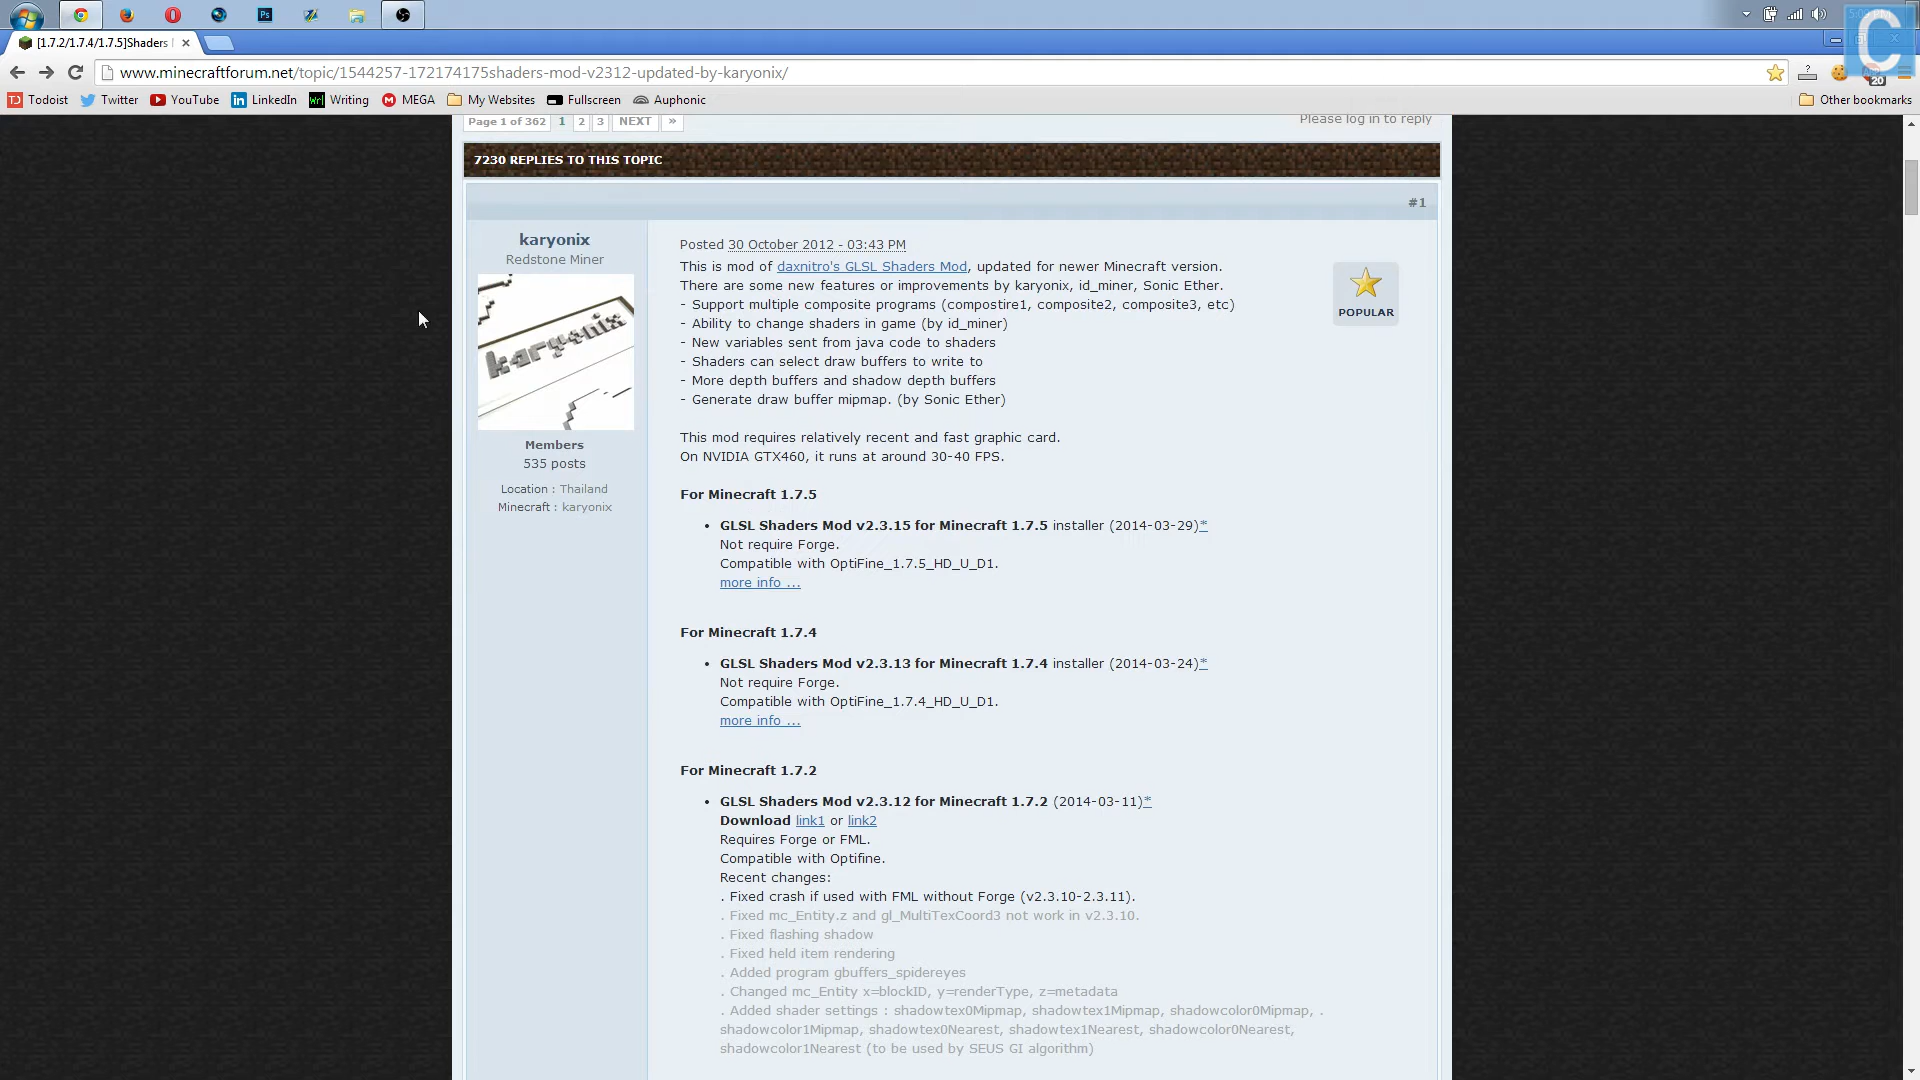 [1.7.2/1.7.4/1.7.5]Shaders
www.minecraftforum.net/topic/1544257-172174175shaders-mod-v2312-updated-by-karyonix/
20
Todoist
Twitter
YouTube
LinkedIn
Writing
MEGA
My Websites
Fullscreen
Auphonic
Other bookmarks
Page 1 of 362
1
2
3
NEXT
»
Please log in to reply
7230 REPLIES TO THIS TOPIC
#1
karyonix
Redstone Miner
karyonix
Members
535 posts
Location : Thailand
Minecraft : karyonix
Posted 30 October 2012 - 03:43 PM
This is mod of daxnitro's GLSL Shaders Mod, updated for newer Minecraft version.
There are some new features or improvements by karyonix, id_miner, Sonic Ether.
- Support multiple composite programs (compostire1, composite2, composite3, etc)
- Ability to change shaders in game (by id_miner)
- New variables sent from java code to shaders
- Shaders can select draw buffers to write to
- More depth buffers and shadow depth buffers
- Generate draw buffer mipmap. (by Sonic Ether)
POPULAR
This mod requires relatively recent and fast graphic card.
On NVIDIA GTX460, it runs at around 30-40 FPS.
For Minecraft 1.7.5
• GLSL Shaders Mod v2.3.15 for Minecraft 1.7.5 installer (2014-03-29)*
Not require Forge.
Compatible with OptiFine_1.7.5_HD_U_D1.
more info ...
For Minecraft 1.7.4
• GLSL Shaders Mod v2.3.13 for Minecraft 1.7.4 installer (2014-03-24)*
Not require Forge.
Compatible with OptiFine_1.7.4_HD_U_D1.
more info ...
For Minecraft 1.7.2
• GLSL Shaders Mod v2.3.12 for Minecraft 1.7.2 (2014-03-11)*
Download link1 or link2
Requires Forge or FML.
Compatible with Optifine.
Recent changes:
. Fixed crash if used with FML without Forge (v2.3.10-2.3.11).
. Fixed mc_Entity.z and gl_MultiTexCoord3 not work in v2.3.10.
. Fixed flashing shadow
. Fixed held item rendering
. Added program gbuffers_spidereyes
. Changed mc_Entity x=blockID, y=renderType, z=metadata
. Added shader settings : shadowtex0Mipmap, shadowtex1Mipmap, shadowcolor0Mipmap, .
shadowcolor1Mipmap, shadowtex0Nearest, shadowtex1Nearest, shadowcolor0Nearest,
shadowcolor1Nearest (to be used by SEUS GI algorithm)